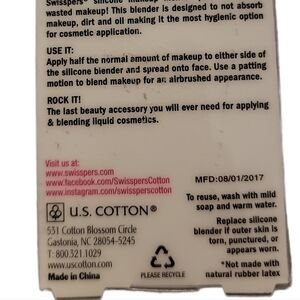 Swisspers® silicone makeup
wasted makeup! This blender is designed to not absorb
makeup, dirt and oil making it the most hygienic option
for cosmetic application.
USE IT:
Apply half the normal amount of makeup to either side of
the silicone blender and spread onto face. Use a patting
motion to blend makeup for an airbrushed appearance.
ROCK IT!
The last beauty accessory you will ever need for applying
& blending liquid cosmetics.
Visit us at:
www.swisspers.com
www.facebook.com/SwisspersCotton
www.instagram.com/swissperscotton
MFD:08/01/2017
U.S. COTTON®
531 Cotton Blossom Circle
Gastonia, NC 28054-5245
T: 800.321.1029
www.uscotton.com
Made in China
PLEASE RECYCLE
To reuse, wash with mild
soap and warm water.
Replace silicone
blender if outer skin is
torn, punctured, or
appears worn.
*Not made with
natural rubber latex